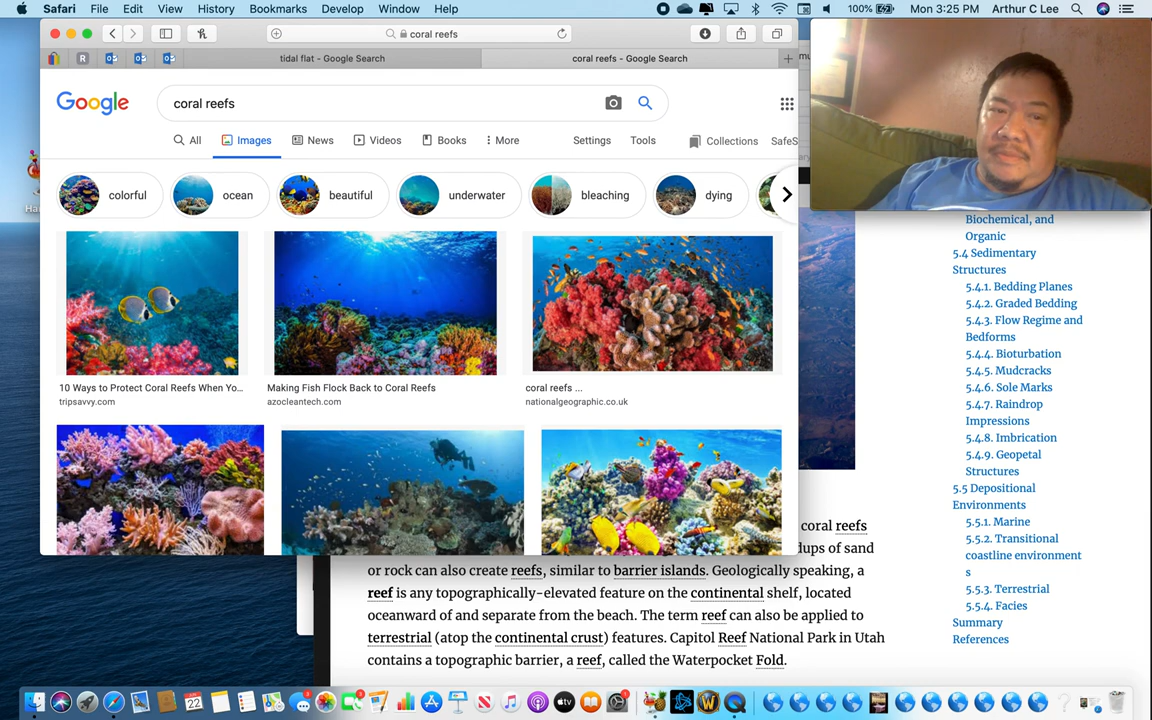 Safari File Edit View History Bookmarks Develop Window Help 100% Mon 3:25 PM Arthur C Lee
coral reefs
tidal flat - Google Search
coral reefs - Google Search
Google
coral reefs
All Images News Videos Books More Settings Tools Collections SafeS
colorful ocean beautiful underwater bleaching dying
10 Ways to Protect Coral Reefs When Yo...
tripsavvy.com
Making Fish Flock Back to Coral Reefs
azocleantech.com
coral reefs ...
nationalgeographic.co.uk
Biochemical, and
Organic
5.4 Sedimentary
Structures
5.4.1. Bedding Planes
5.4.2. Graded Bedding
5.4.3. Flow Regime and
Bedforms
5.4.4. Bioturbation
5.4.5. Mudcracks
5.4.6. Sole Marks
5.4.7. Raindrop
Impressions
5.4.8. Imbrication
5.4.9. Geopetal
Structures
5.5 Depositional
Environments
5.5.1. Marine
5.5.2. Transitional
coastline environment
s
5.5.3. Terrestrial
5.5.4. Facies
Summary
References
coral reefs
dups of sand
or rock can also create reefs, similar to barrier islands. Geologically speaking, a
reef is any topographically-elevated feature on the continental shelf, located
oceanward of and separate from the beach. The term reef can also be applied to
terrestrial (atop the continental crust) features. Capitol Reef National Park in Utah
contains a topographic barrier, a reef, called the Waterpocket Fold.